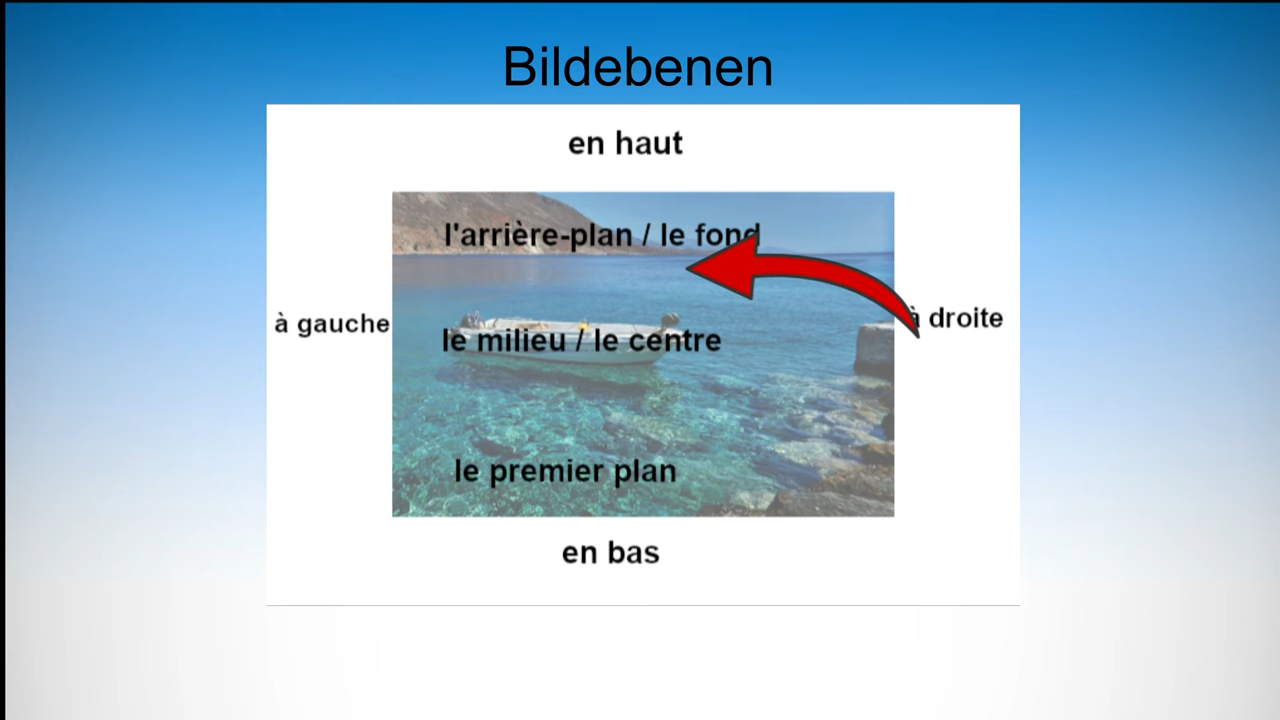 Bildebenen
en haut
l'arrière-plan / le fond
à gauche
à droite
le milieu / le centre
le premier plan
en bas